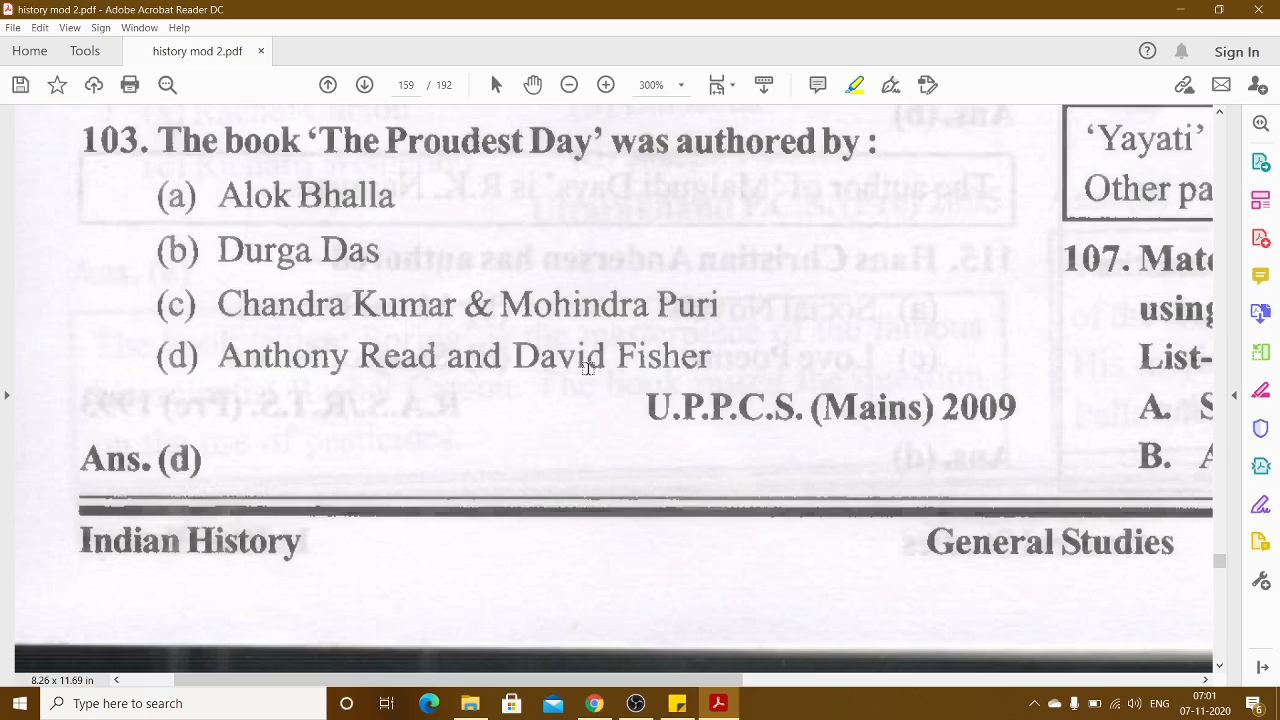 history mod 2.pdf - Adobe Acrobat Reader DC
File Edit View Sign Window Help
Home Tools history mod 2.pdf × Sign In
159 / 192 300%
103. The book ‘The Proudest Day’ was authored by :
(a) Alok Bhalla
(b) Durga Das
(c) Chandra Kumar & Mohindra Puri
(d) Anthony Read and David Fisher
U.P.P.C.S. (Mains) 2009
Ans. (d)
Indian History General Studies
‘Yayati’
Other pa
107. Matc
using
List-
A. S
B. A
8.26 x 11.69 in
Type here to search
ENG
07:01
07-11-2020
6